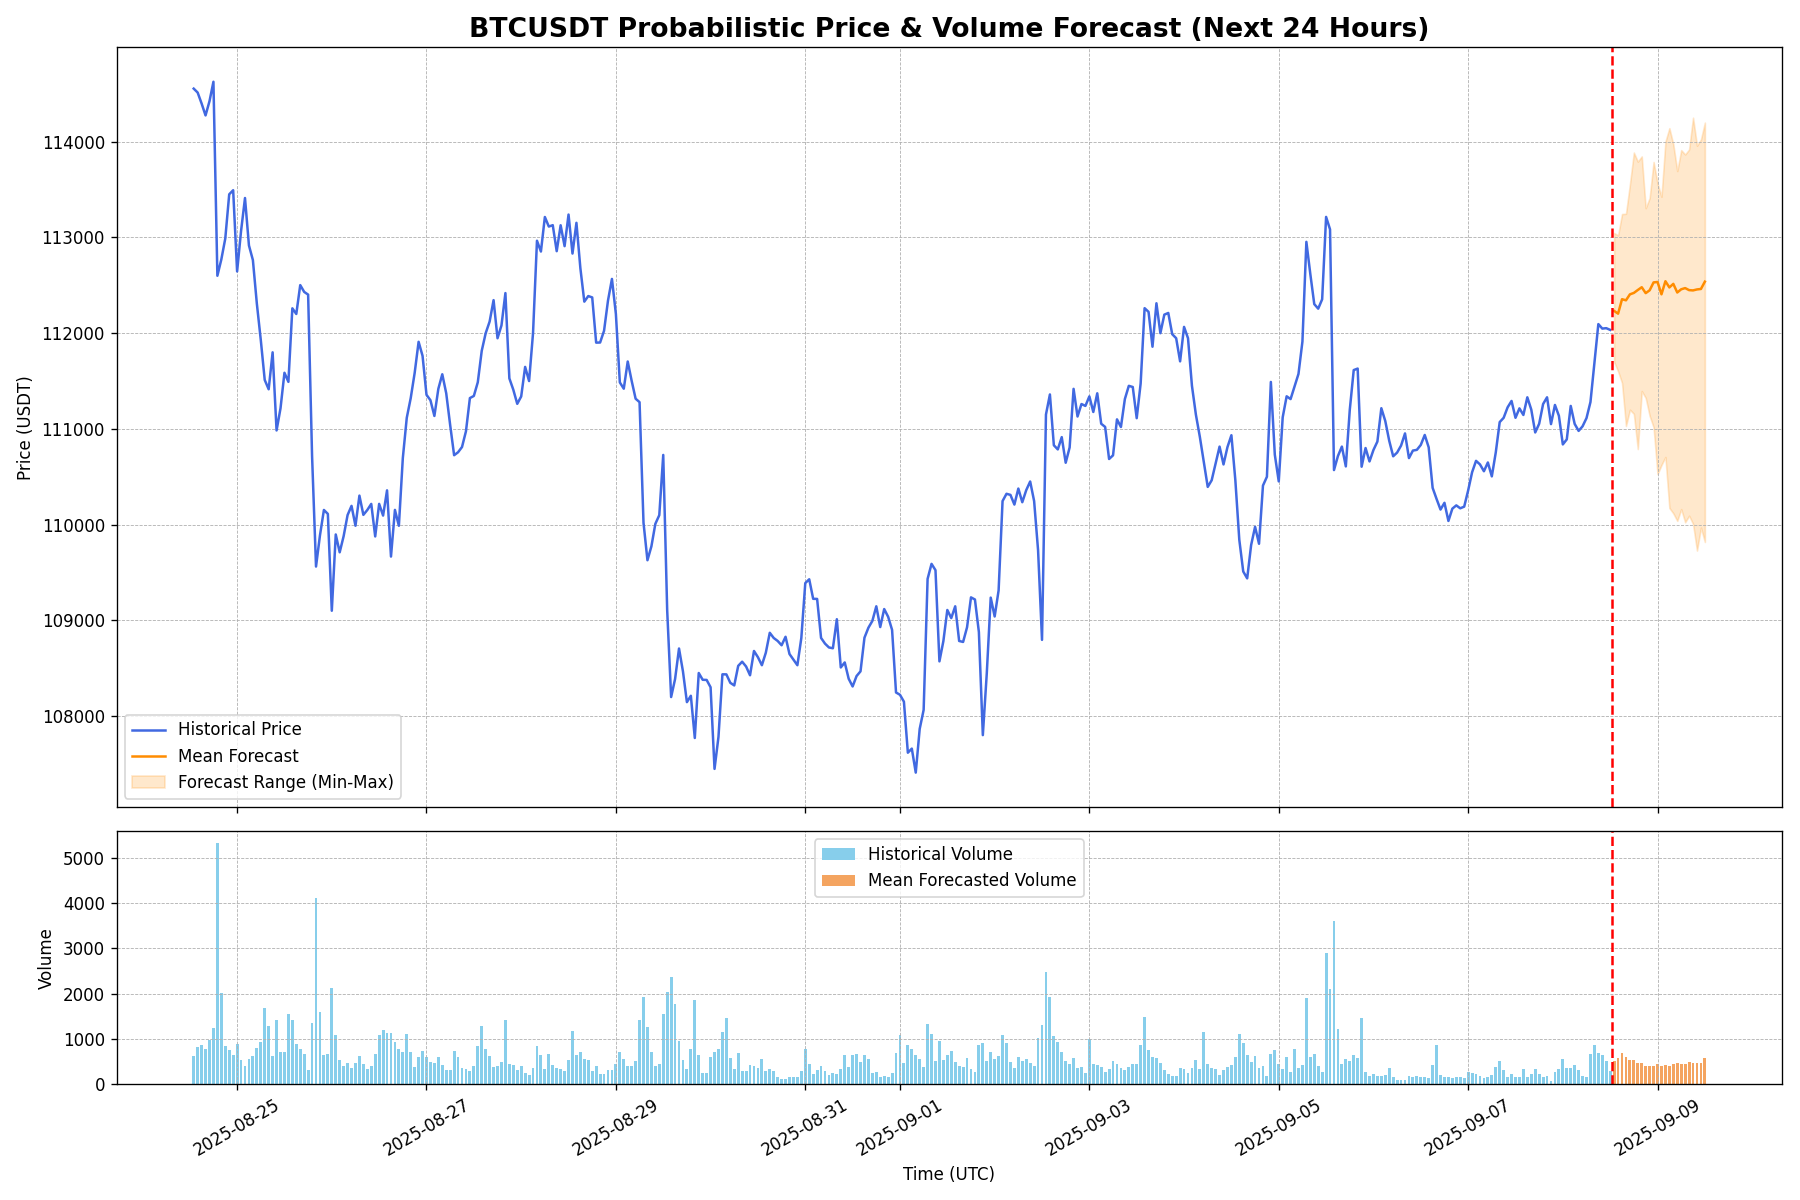 BTCUSDT Probabilistic Price & Volume Forecast (Next 24 Hours)
114000
113000
112000
111000
110000
109000
108000
Price (USDT)
Historical Price
Mean Forecast
Forecast Range (Min-Max)
5000
4000
3000
2000
1000
0
Volume
Historical Volume
Mean Forecasted Volume
2025-08-25
2025-08-27
2025-08-29
2025-08-31
2025-09-01
2025-09-03
2025-09-05
2025-09-07
2025-09-09
Time (UTC)